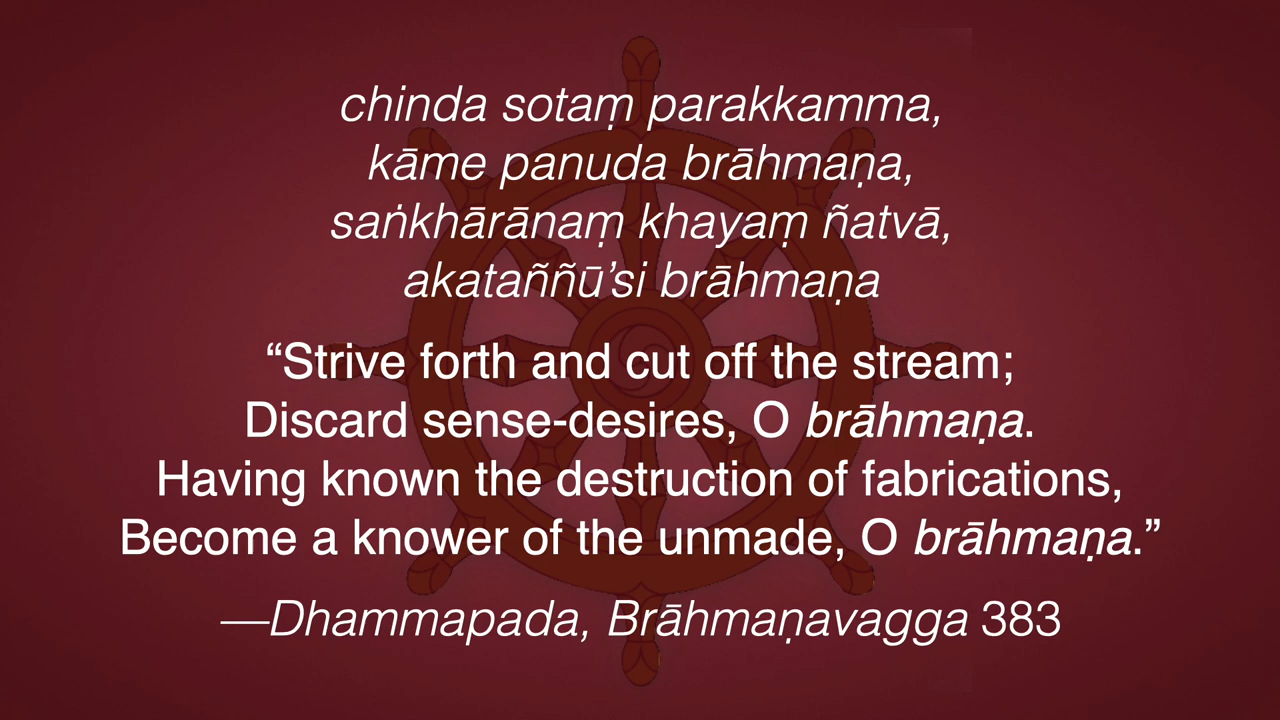 chinda sotaṃ parakkamma,
kāme panuda brāhmaṇa,
saṅkhārānaṃ khayaṃ ñatvā,
akataññū’si brāhmaṇa
“Strive forth and cut off the stream;
Discard sense-desires, O brāhmaṇa.
Having known the destruction of fabrications,
Become a knower of the unmade, O brāhmaṇa.”
—Dhammapada, Brāhmaṇavagga 383